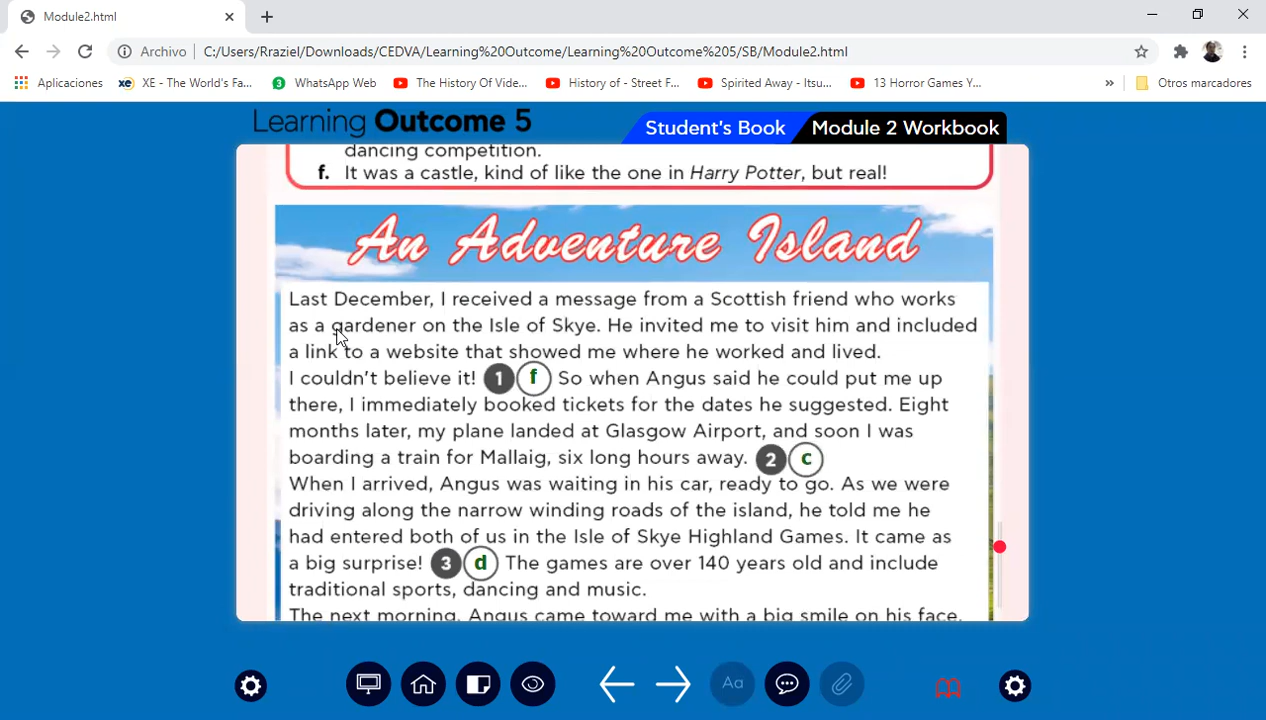 Module2.html
Archivo C:/Users/Rraziel/Downloads/CEDVA/Learning%20Outcome/Learning%20Outcome%205/SB/Module2.html
Aplicaciones XE - The World's Fa... WhatsApp Web The History Of Vide... History of - Street F... Spirited Away - Itsu... 13 Horror Games Y... » Otros marcadores
Learning Outcome 5
Student's Book Module 2 Workbook
dancing competition.
f. It was a castle, kind of like the one in Harry Potter, but real!
An Adventure Island
Last December, I received a message from a Scottish friend who works
as a gardener on the Isle of Skye. He invited me to visit him and included
a link to a website that showed me where he worked and lived.
I couldn't believe it! 1 f So when Angus said he could put me up
there, I immediately booked tickets for the dates he suggested. Eight
months later, my plane landed at Glasgow Airport, and soon I was
boarding a train for Mallaig, six long hours away. 2 c
When I arrived, Angus was waiting in his car, ready to go. As we were
driving along the narrow winding roads of the island, he told me he
had entered both of us in the Isle of Skye Highland Games. It came as
a big surprise! 3 d The games are over 140 years old and include
traditional sports, dancing and music.
The next morning, Angus came toward me with a big smile on his face.
Aa